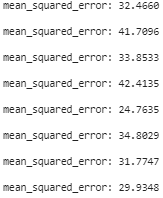 mean_squared_error: 32.4660
mean_squared_error: 41.7096
mean_squared_error: 33.8533
mean_squared_error: 42.4135
mean_squared_error: 24.7635
mean_squared_error: 34.8029
mean_squared_error: 31.7747
mean_squared_error: 29.9348